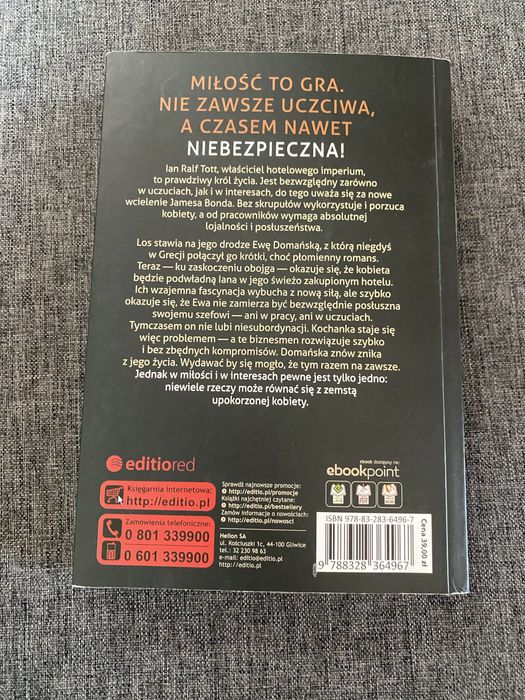 MIŁOŚĆ TO GRA.
NIE ZAWSZE UCZCIWA,
A CZASEM NAWET
NIEBEZPIECZNA!
Ian Ralf Tott, właściciel hotelowego imperium,
to prawdziwy król życia. Jest bezwzględny zarówno
w uczuciach, jak i w interesach, do tego uważa się za nowe
wcielenie Jamesa Bonda. Bez skrupułów wykorzystuje i porzuca
kobiety, a od pracowników wymaga absolutnej
lojalności i posłuszeństwa.
Los stawia na jego drodze Ewę Domańską, z którą niegdyś
w Grecji połączył go krótki, choć płomienny romans.
Teraz — ku zaskoczeniu obojga — okazuje się, że kobieta
będzie podwładną Iana w jego świeżo zakupionym hotelu.
Ich wzajemna fascynacja wybucha z nową siłą, ale szybko
okazuje się, że Ewa nie zamierza być bezwględnie posłuszna
swojemu szefowi — ani w pracy, ani w uczuciach.
Tymczasem on nie lubi niesubordynacji. Kochanka staje się
więc problemem — a te biznesmen rozwiązuje szybko
i bez zbędnych kompromisów. Domańska znów znika
z jego życia. Wydawać by się mogło, że tym razem na zawsze.
Jednak w miłości i w interesach pewne jest tylko jedno:
niewiele rzeczy może równać się z zemstą
upokorzonej kobiety.
editiored
Księgarnia internetowa:
http://editio.pl
Zamówienia telefoniczne:
0 801 339900
0 601 339900
Sprawdź najnowsze promocje:
http://editio.pl/promocje
Książki najchętniej czytane:
http://editio.pl/bestsellery
Zamów informacje o nowościach:
http://editio.pl/nowosci
Helion SA
ul. Kościuszki 1c, 44-100 Gliwice
tel.: 32 230 98 63
e-mail: editio@editio.pl
http://editio.pl
ebook dostępny na:
ebookpoint
ISBN 978-83-283-6496-7
9 788328 364967
Cena 39,00 zł